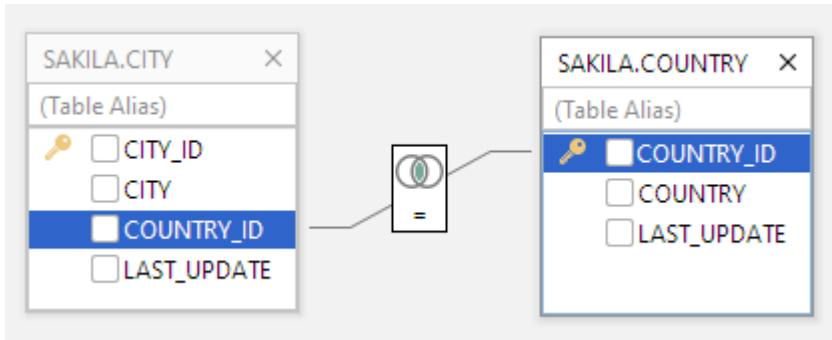 SAKILA.CITY
(Table Alias)
CITY_ID
CITY
COUNTRY_ID
LAST_UPDATE
=
SAKILA.COUNTRY
(Table Alias)
COUNTRY_ID
COUNTRY
LAST_UPDATE